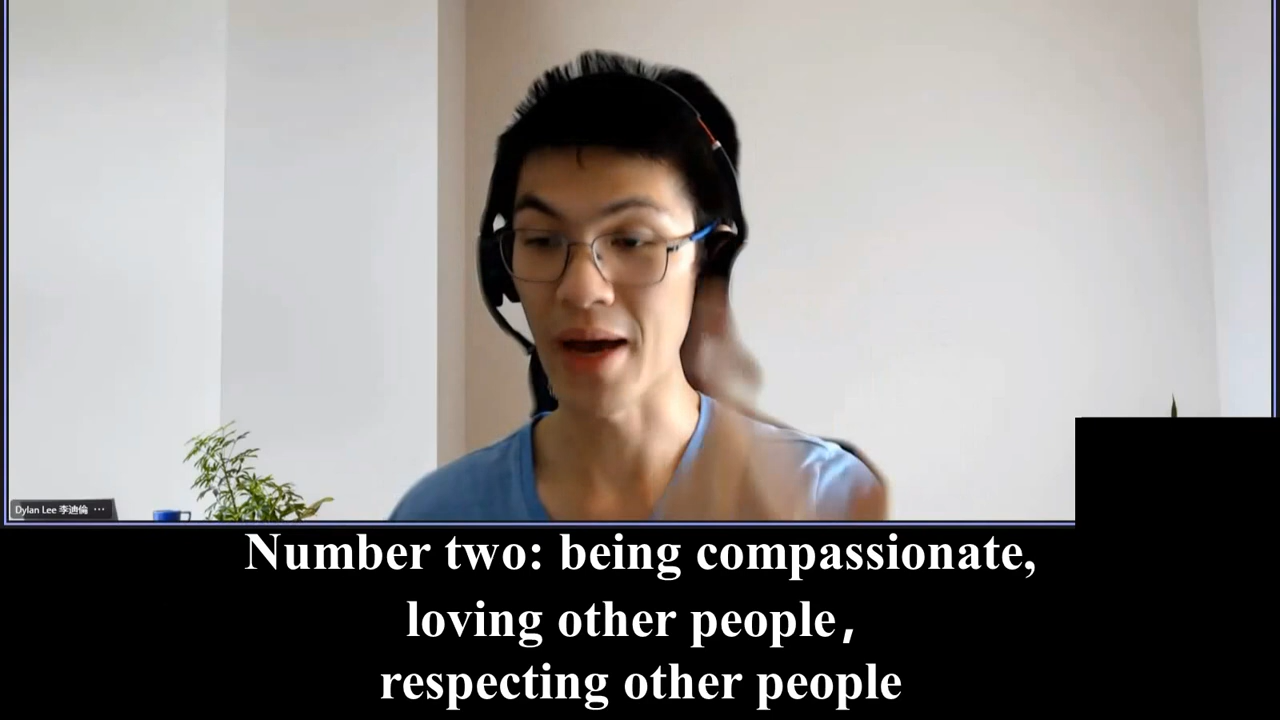 Dylan Lee 李迪倫 ···
Number two: being compassionate,
loving other people,
respecting other people